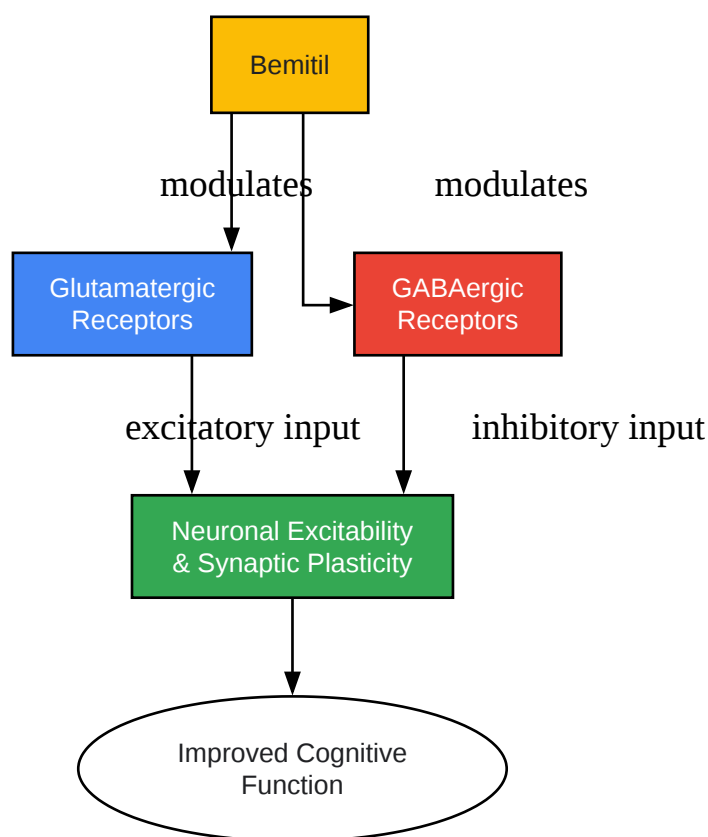 Bemitil
modulates modulates
Glutamatergic
Receptors
GABAergic
Receptors
excitatory input inhibitory input
Neuronal Excitability
& Synaptic Plasticity
Improved Cognitive
Function